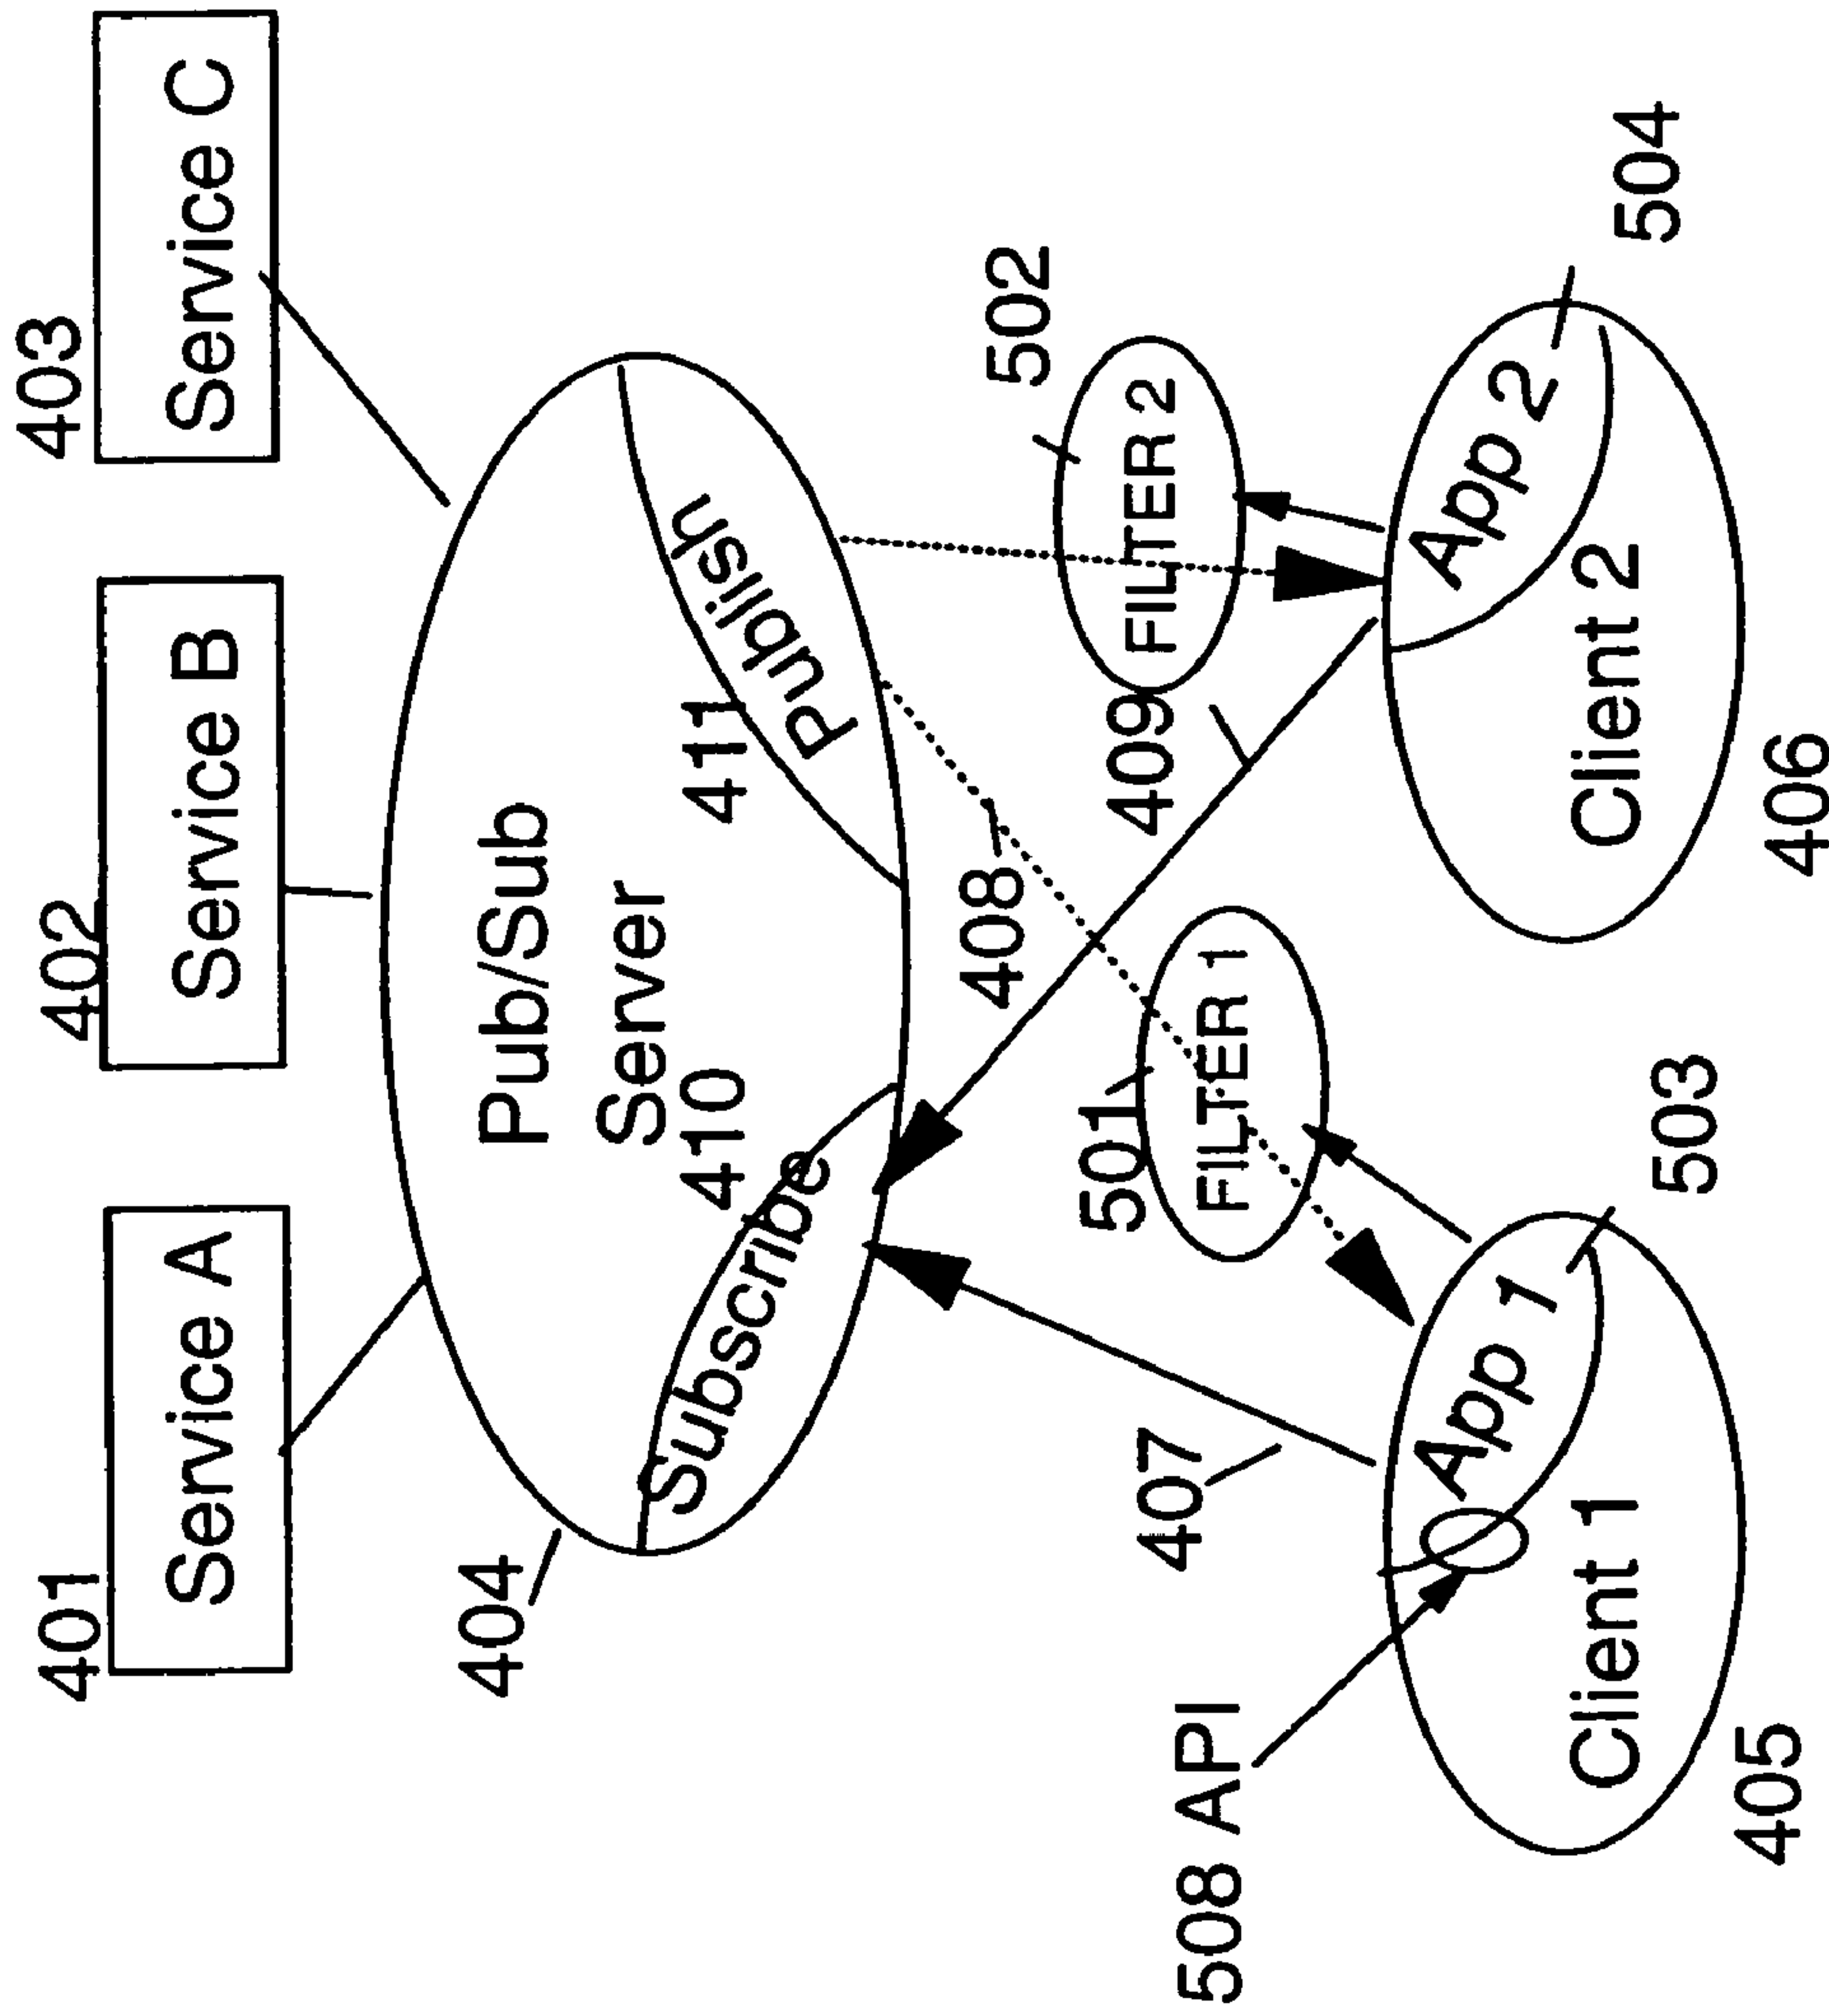 401
402
403
Service A
Service B
Service C
404
Pub/Sub
Server
410
411
Subscribe
Publish
408
502
501
407
409
FILTER 2
508 API
FILTER 1
App 1
App 2
Client 1
Client 2
503
504
405
406